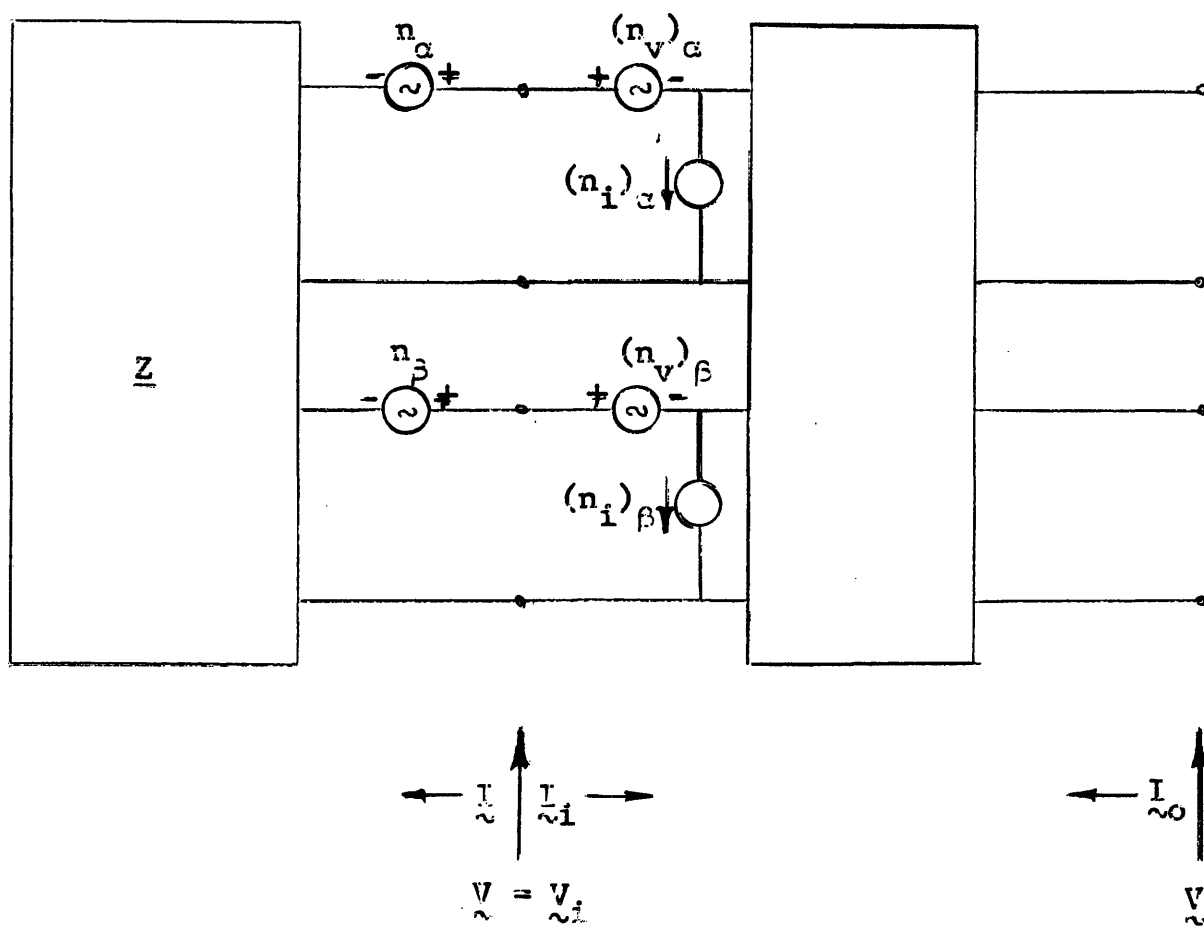 n_α (n_v)_α
- + + -
(n_i)_α
Z
n_β (n_v)_β
- + + -
(n_i)_β
I I_i I_o
V = V_i V